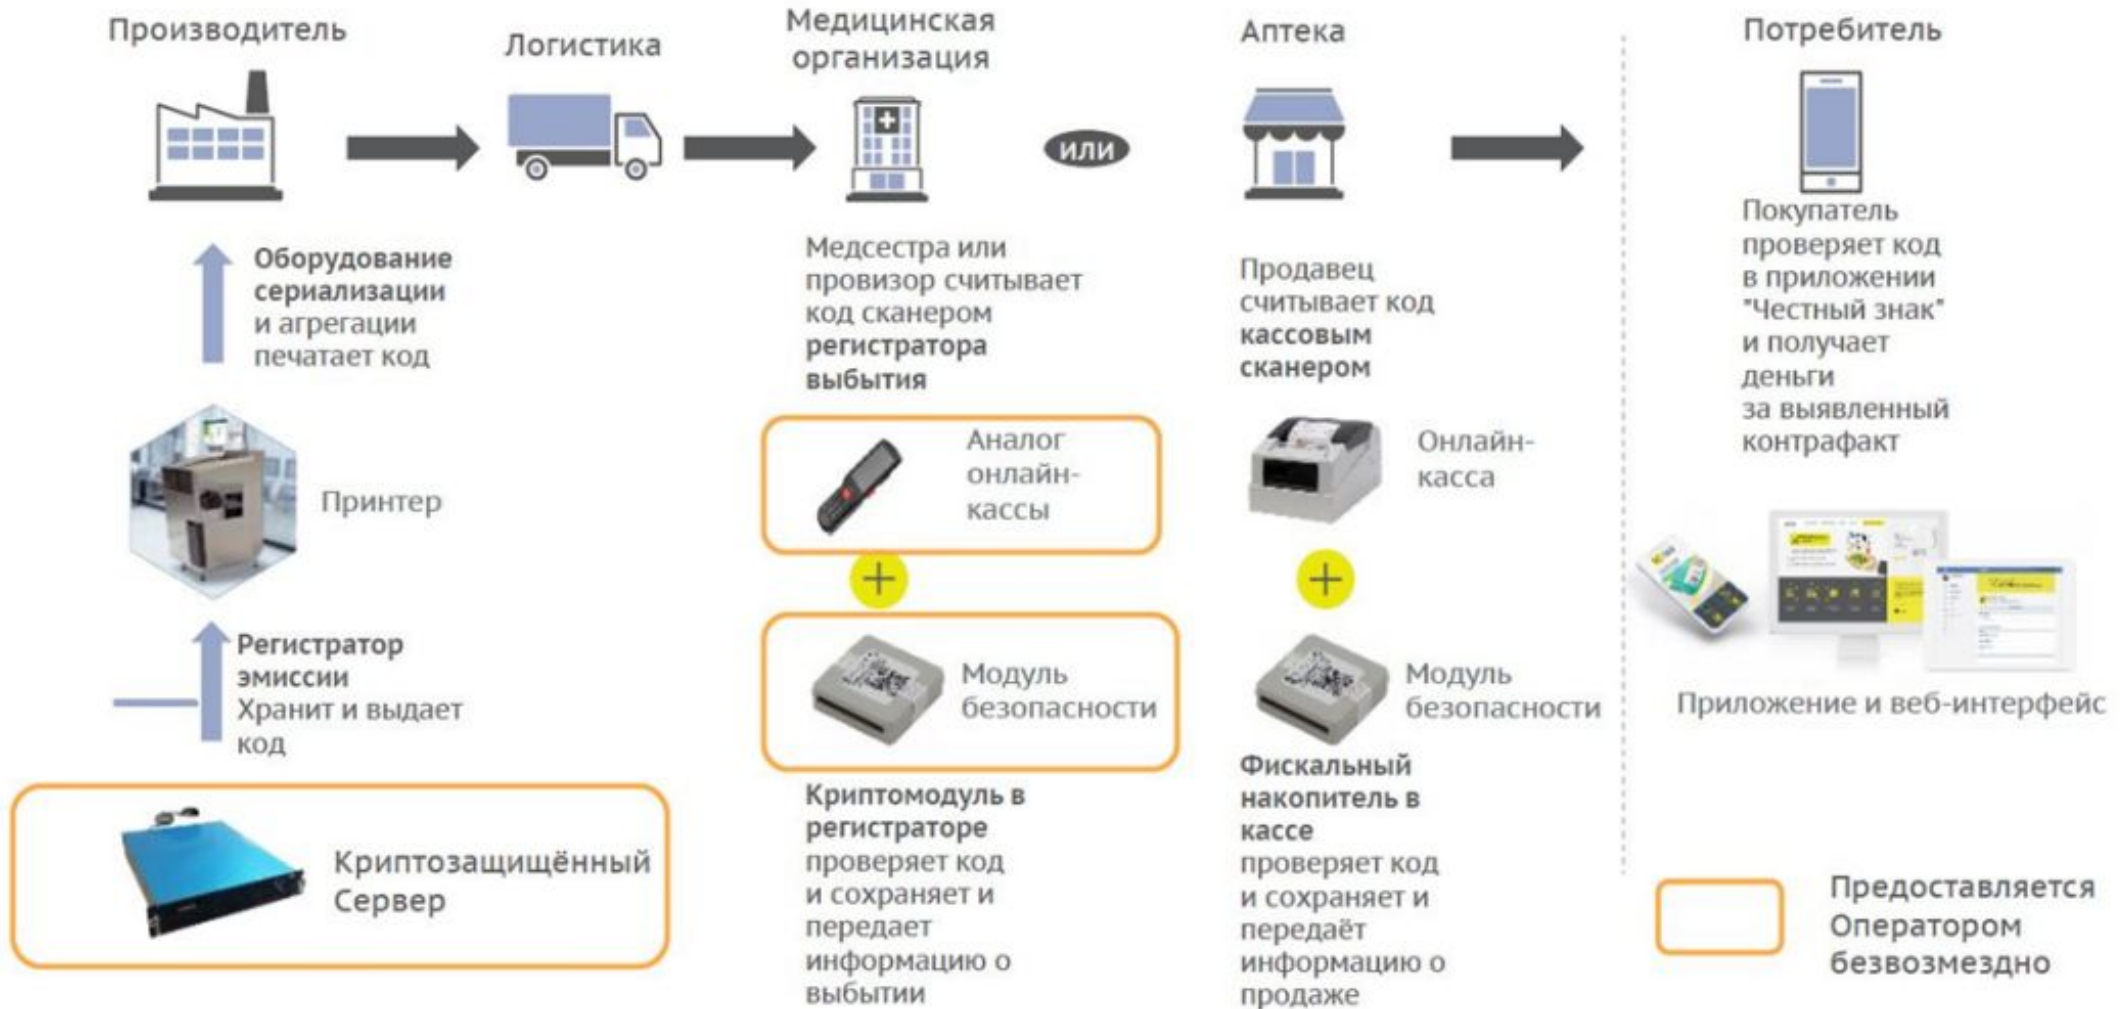 Производитель
Оборудование
сериализации
и агрегации
печатает код
Принтер
Регистратор
эмиссии
Хранит и выдает
код
Криптозащищённый
Сервер
Логистика
Медицинская
организация
Медсестра или
провизор считывает
код сканером
регистратора
выбытия
Аналог
онлайн-
кассы
+
Модуль
безопасности
Криптомодуль в
регистраторе
проверяет код
и сохраняет и
передает
информацию о
выбытии
или
Аптека
Продавец
считывает код
кассовым
сканером
Онлайн-
касса
+
Модуль
безопасности
Фискальный
накопитель в
кассе
проверяет код
и сохраняет и
передаёт
информацию о
продаже
Потребитель
Покупатель
проверяет код
в приложении
"Честный знак"
и получает
деньги
за выявленный
контрафакт
Приложение и веб-интерфейс
Предоставляется
Оператором
безвозмездно